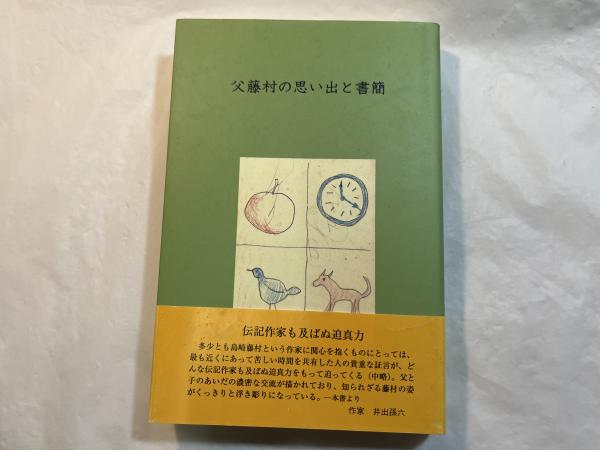 父藤村の思い出と書簡
伝記作家も及ばぬ迫真力
多少とも島崎藤村という作家に関心を抱くものにとっては、
最も近くにあって苦しい時間を共有した人の貴重な証言が、ど
んな伝記作家も及ばぬ迫真力をもって迫ってくる（中略）。父と
子のあいだの濃密な交流が描かれており、知られざる藤村の姿
がくっきりと浮き彫りになっている。―本書より
作家　井出孫六